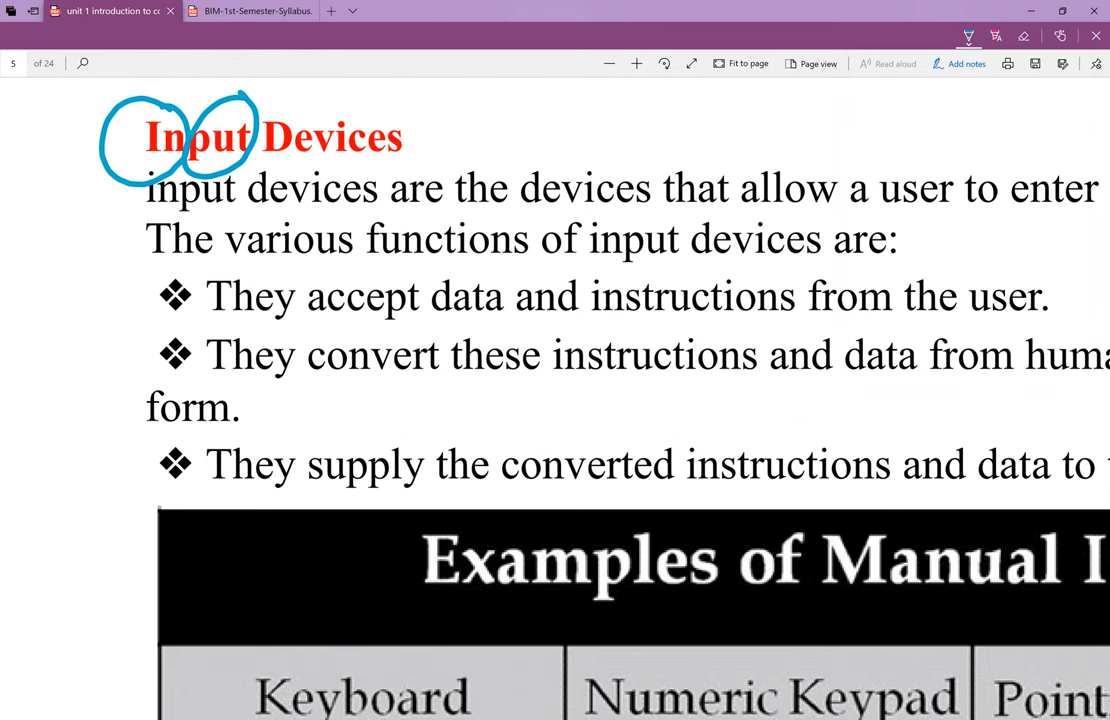 unit 1 introduction to cc
BIM-1st-Semester-Syllabus.
5 of 24
Fit to page
Page view
Read aloud
Add notes
Input Devices
input devices are the devices that allow a user to enter
The various functions of input devices are:
❖ They accept data and instructions from the user.
❖ They convert these instructions and data from huma
form.
❖ They supply the converted instructions and data to t
Examples of Manual I
Keyboard
Numeric Keypad
Point